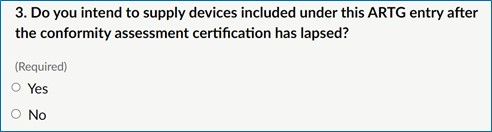 3. Do you intend to supply devices included under this ARTG entry after
the conformity assessment certification has lapsed?
(Required)
Yes
No